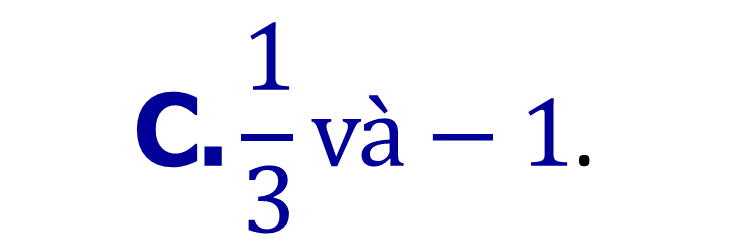 C. 1/3 và − 1.